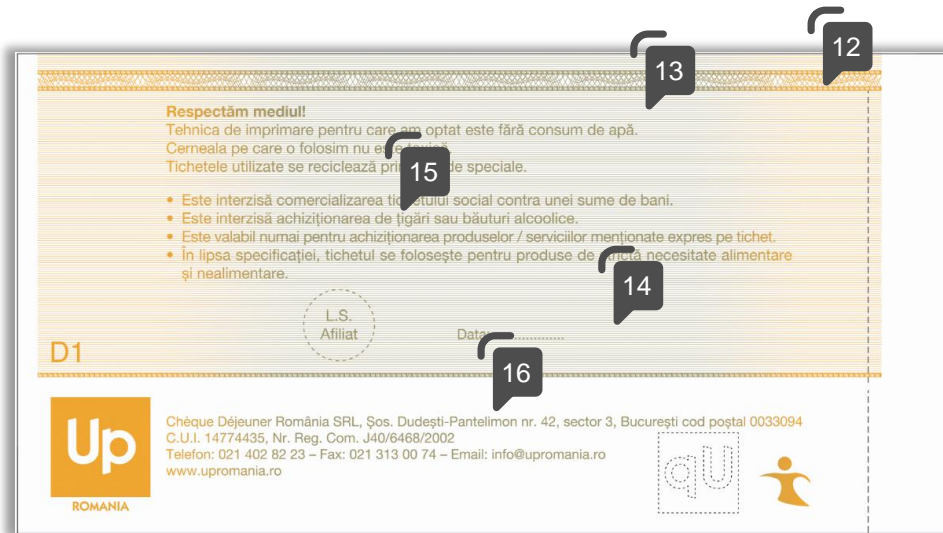 12
13
Respectăm mediul!
Tehnica de imprimare pentru care am optat este fără consum de apă.
Cerneala pe care o folosim nu este toxică.
15
Tichetele utilizate se reciclează de speciale.
• Este interzisă comercializarea tichetului social contra unei sume de bani.
• Este interzisă achiziționarea de țigări sau băuturi alcoolice.
• Este valabil numai pentru achiziționarea produselor / serviciilor menționate expres pe tichet.
• În lipsa specificației, tichetul se folosește pentru produse de strictă necesitate alimentare
și nealimentare.
14
L.S.
Afiliat
Data: ..............
D1
16
Up
ROMANIA
Chèque Déjeuner România SRL, Șos. Dudești-Pantelimon nr. 42, sector 3, București cod poștal 0033094
C.U.I. 14774435, Nr. Reg. Com. J40/6468/2002
Telefon: 021 402 82 23 – Fax: 021 313 00 74 – Email: info@upromania.ro
www.upromania.ro
qU